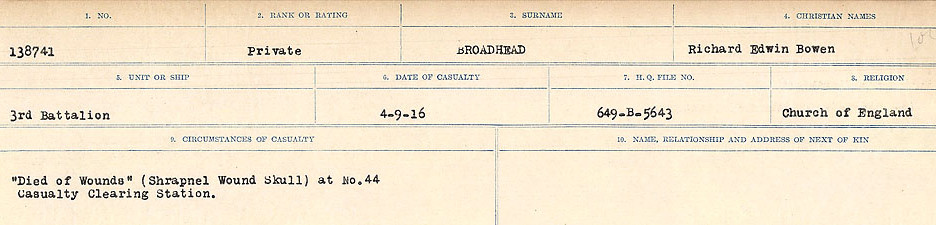 1. NO. 2. RANK OR RATING 3. SURNAME 4. CHRISTIAN NAMES
138741 Private BROADHEAD Richard Edwin Bowen
5. UNIT OR SHIP 6. DATE OF CASUALTY 7. H. Q. FILE NO. 8. RELIGION
3rd Battalion 4-9-16 649-B-5643 Church of England
9. CIRCUMSTANCES OF CASUALTY 10. NAME, RELATIONSHIP AND ADDRESS OF NEXT OF KIN
"Died of Wounds" (Shrapnel Wound Skull) at No.44
Casualty Clearing Station.